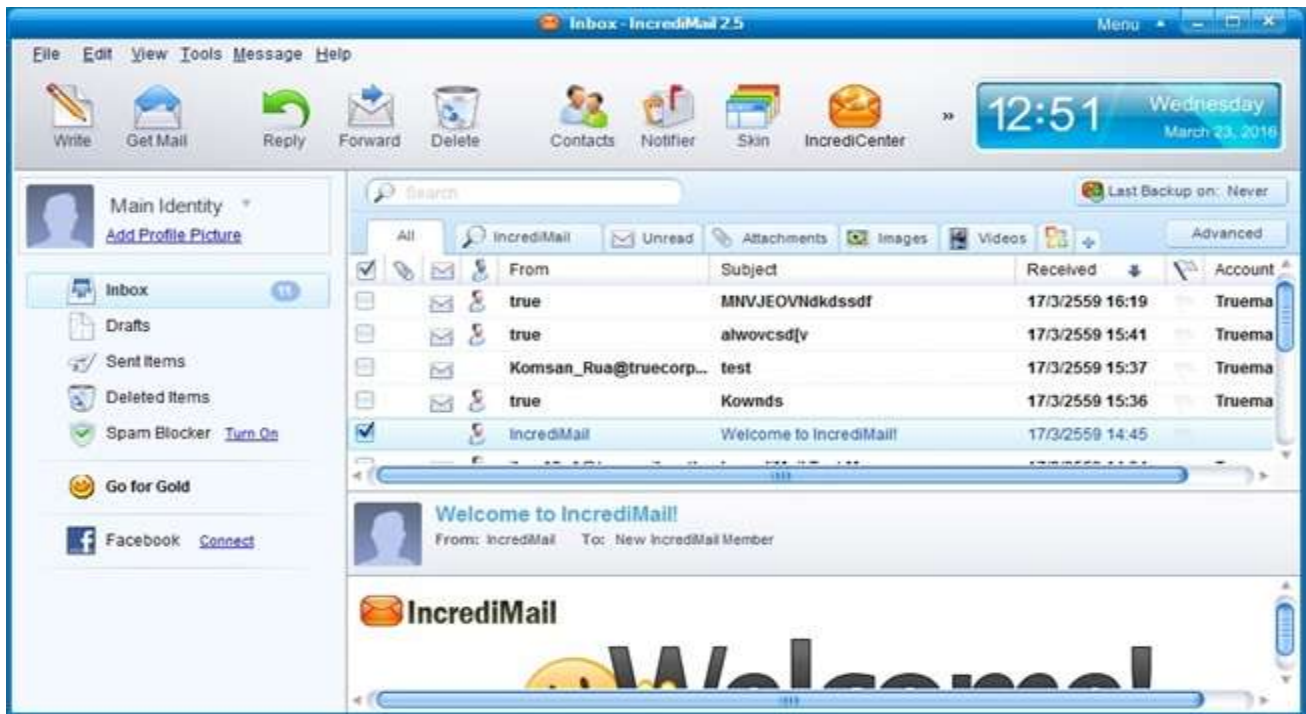 Inbox - IncrediMail 2.5 Menu
File Edit View Tools Message Help
12:51 Wednesday
March 23, 2016
Write Get Mail Reply Forward Delete Contacts Notifier Skin IncrediCenter »
Main Identity
Add Profile Picture
Search Last Backup on: Never
All IncrediMail Unread Attachments Images Videos Advanced
From Subject Received Account
Inbox 11
Drafts
Sent Items
Deleted Items
Spam Blocker Turn On
Go for Gold
Facebook Connect
true MNVJEOVNdkdssdf 17/3/2559 16:19 Truema
true alwovcsd[v 17/3/2559 15:41 Truema
Komsan_Rua@truecorp... test 17/3/2559 15:37 Truema
true Kownds 17/3/2559 15:36 Truema
IncrediMail Welcome to IncrediMail! 17/3/2559 14:45
Welcome to IncrediMail!
From: IncrediMail To: New IncrediMail Member
IncrediMail
Welcome!